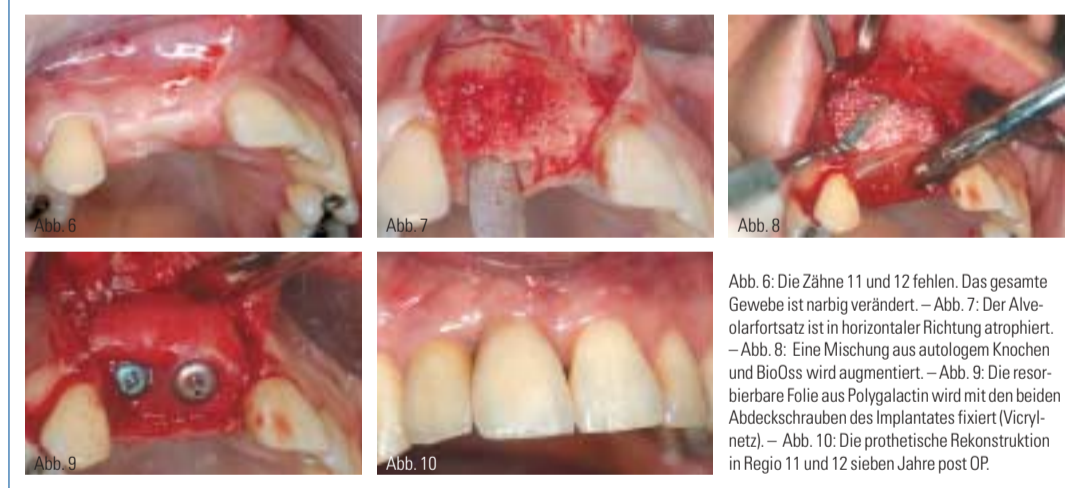 Abb. 6
Abb. 7
Abb. 8
Abb. 9
Abb. 10
Abb. 6: Die Zähne 11 und 12 fehlen. Das gesamte
Gewebe ist narbig verändert. – Abb. 7: Der Alve-
olarfortsatz ist in horizontaler Richtung atrophiert.
– Abb. 8: Eine Mischung aus autologem Knochen
und BioOss wird augmentiert. – Abb. 9: Die resor-
bierbare Folie aus Polygalactin wird mit den beiden
Abdeckschrauben des Implantates fixiert (Vicryl-
netz). – Abb. 10: Die prothetische Rekonstruktion
in Regio 11 und 12 sieben Jahre post OP.